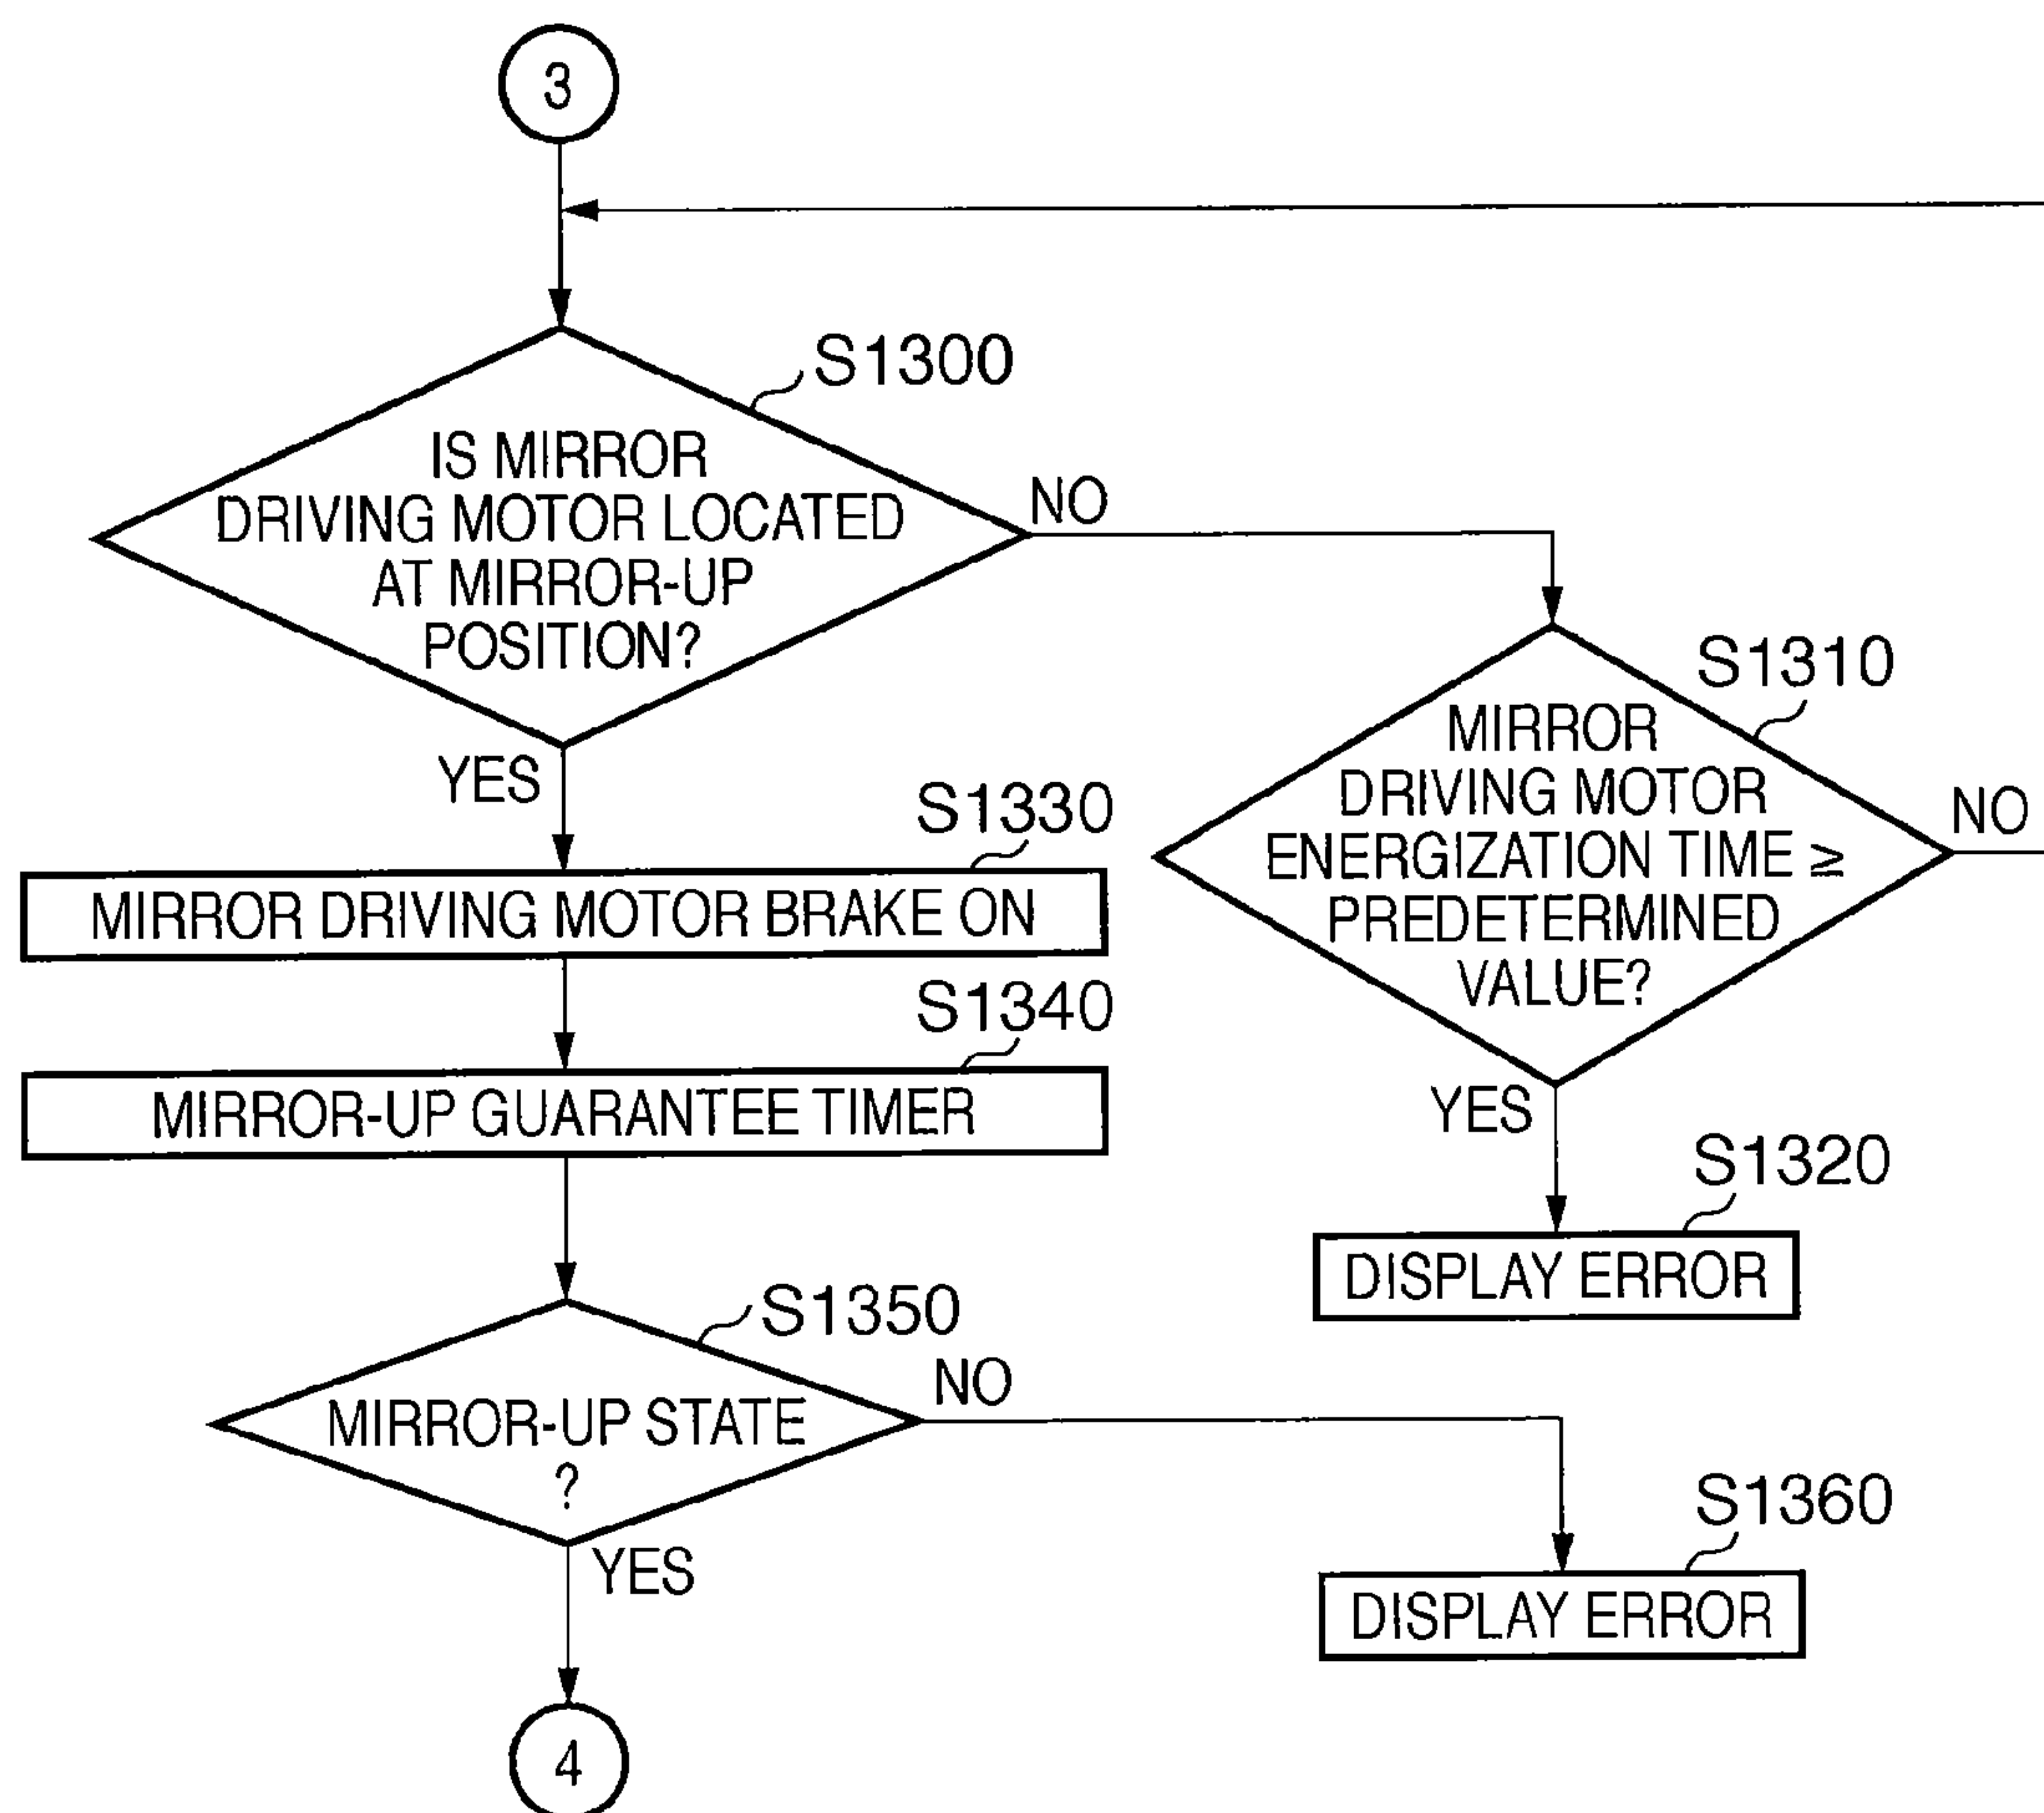 3
S1300
IS MIRROR
DRIVING MOTOR LOCATED
AT MIRROR-UP
POSITION?
NO
YES
S1310
MIRROR
DRIVING MOTOR
ENERGIZATION TIME ≥
PREDETERMINED
VALUE?
NO
YES
S1320
DISPLAY ERROR
S1330
MIRROR DRIVING MOTOR BRAKE ON
S1340
MIRROR-UP GUARANTEE TIMER
S1350
MIRROR-UP STATE
?
NO
YES
S1360
DISPLAY ERROR
4